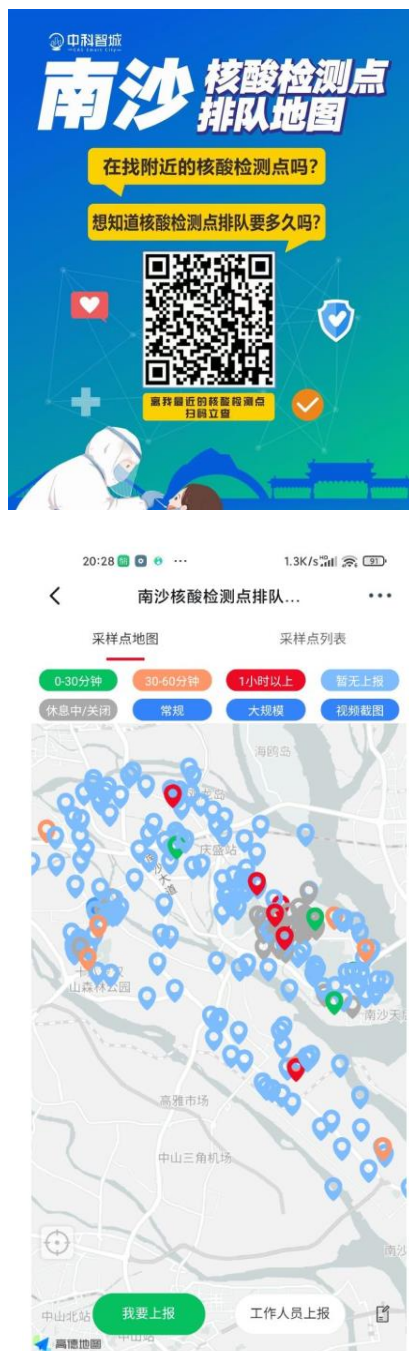 中科智城
CAS Smart City
南沙
核酸检测点
排队地图
在找附近的核酸检测点吗?
想知道核酸检测点排队要多久吗?
离我最近的核酸检测点
扫码立查
20:28
1.3K/s
91
南沙核酸检测点排队...
采样点地图
采样点列表
0-30分钟
30-60分钟
1小时以上
暂无上报
休息中/关闭
常规
大规模
视频截图
海鸥岛
庆盛站
山森林公园
南沙天
高雅市场
中山三角机场
南沙
中山北站
我要上报
工作人员上报
中山站
高德地图